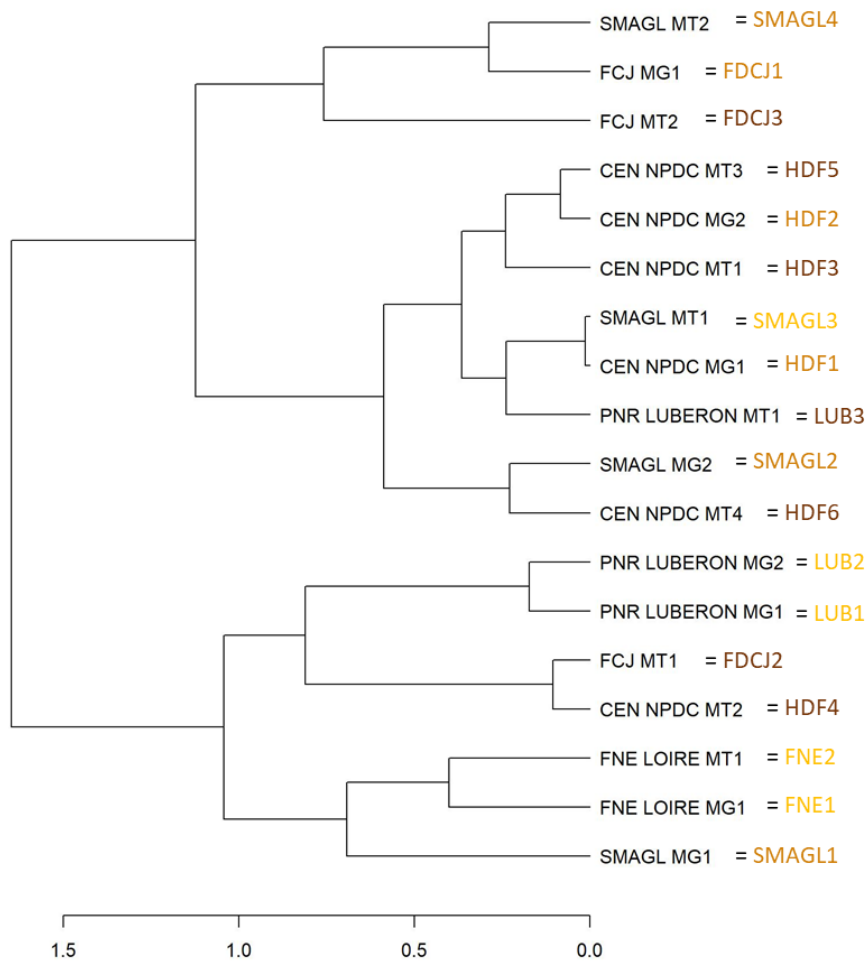 SMAGL MT2 = SMAGL4
FCJ MG1 = FDCJ1
FCJ MT2 = FDCJ3
CEN NPDC MT3 = HDF5
CEN NPDC MG2 = HDF2
CEN NPDC MT1 = HDF3
SMAGL MT1 = SMAGL3
CEN NPDC MG1 = HDF1
PNR LUBERON MT1 = LUB3
SMAGL MG2 = SMAGL2
CEN NPDC MT4 = HDF6
PNR LUBERON MG2 = LUB2
PNR LUBERON MG1 = LUB1
FCJ MT1 = FDCJ2
CEN NPDC MT2 = HDF4
FNE LOIRE MT1 = FNE2
FNE LOIRE MG1 = FNE1
SMAGL MG1 = SMAGL1
1.5 1.0 0.5 0.0